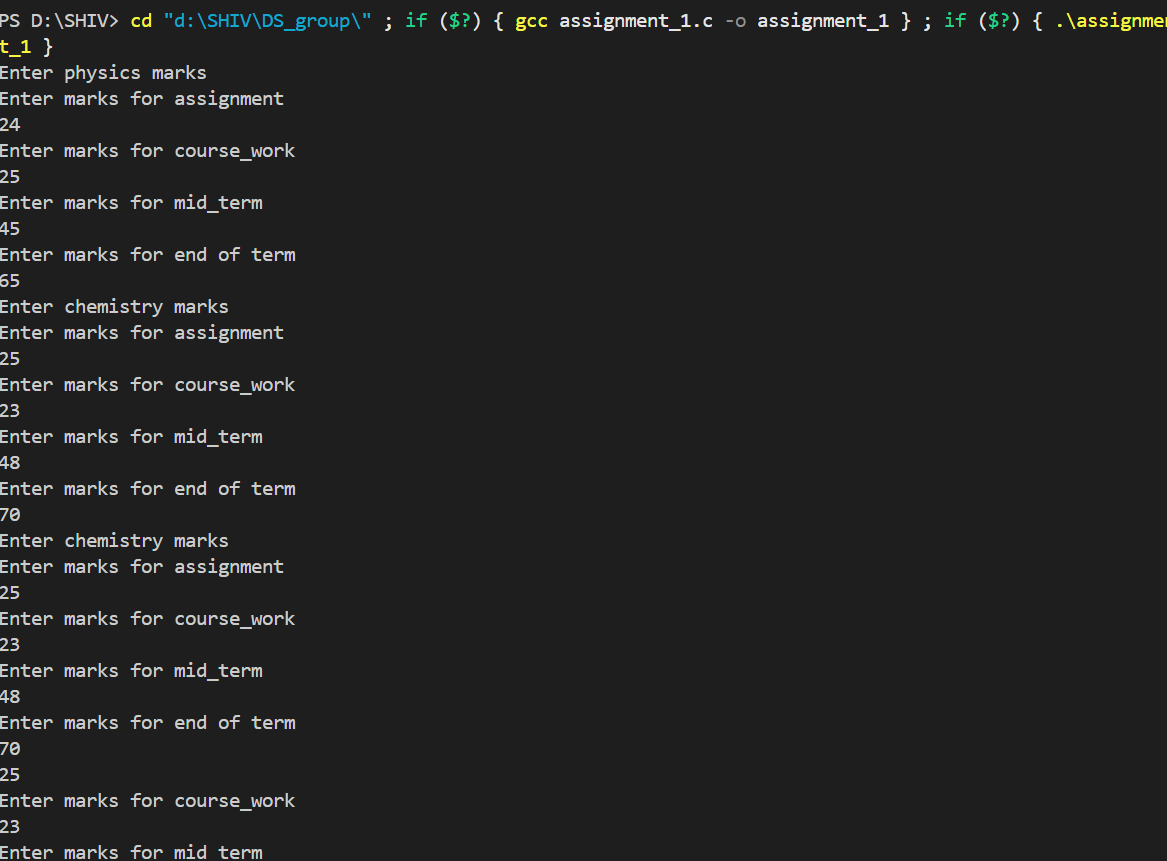 PS D:\SHIV> cd "d:\SHIV\DS_group\" ; if ($?) { gcc assignment_1.c -o assignment_1 } ; if ($?) { .\assignmen
t_1 }
Enter physics marks
Enter marks for assignment
24
Enter marks for course_work
25
Enter marks for mid_term
45
Enter marks for end of term
65
Enter chemistry marks
Enter marks for assignment
25
Enter marks for course_work
23
Enter marks for mid_term
48
Enter marks for end of term
70
Enter chemistry marks
Enter marks for assignment
25
Enter marks for course_work
23
Enter marks for mid_term
48
Enter marks for end of term
70
25
Enter marks for course_work
23
Enter marks for mid_term